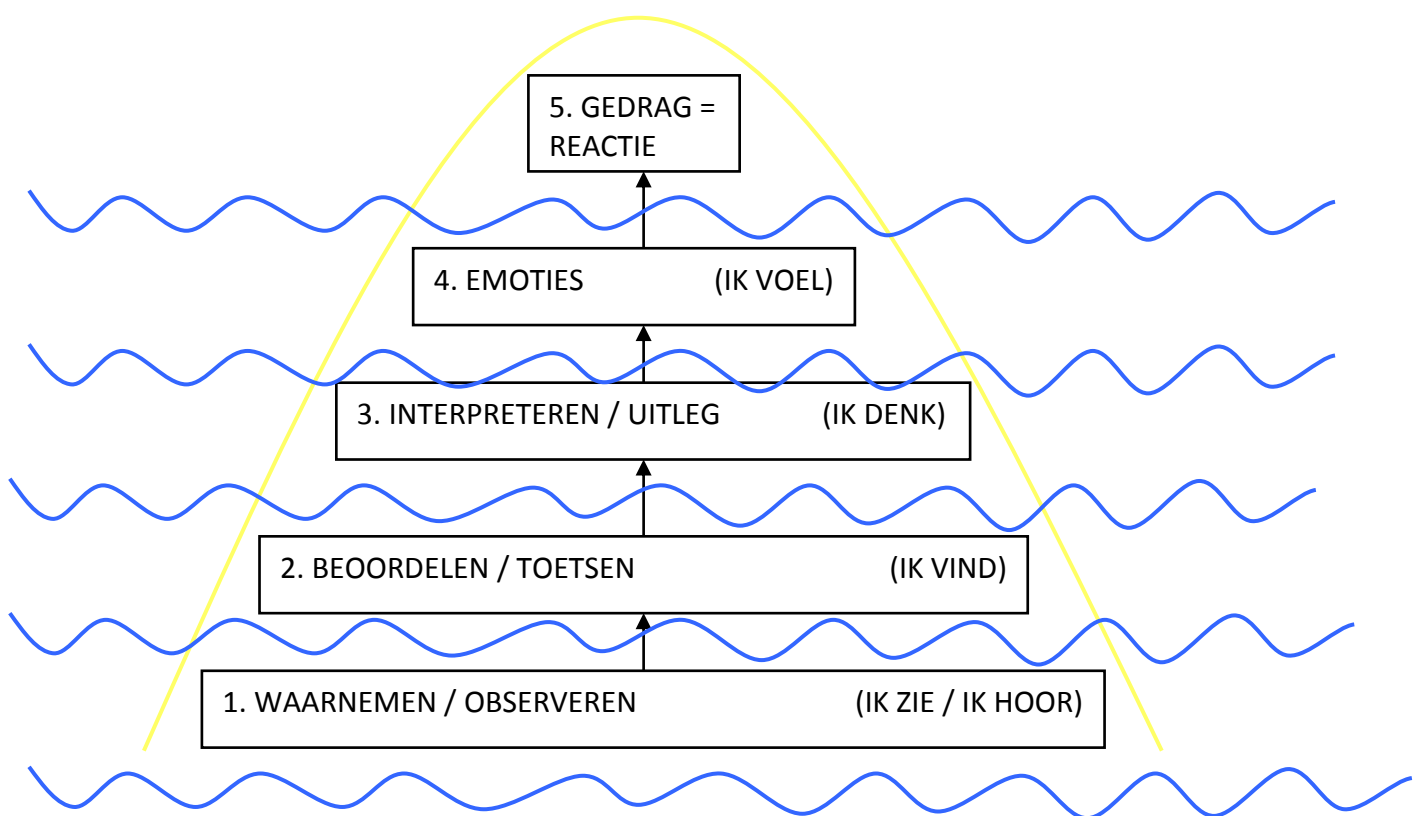 5. GEDRAG =
REACTIE
4. EMOTIES (IK VOEL)
3. INTERPRETEREN / UITLEG (IK DENK)
2. BEOORDELEN / TOETSEN (IK VIND)
1. WAARNEMEN / OBSERVEREN (IK ZIE / IK HOOR)